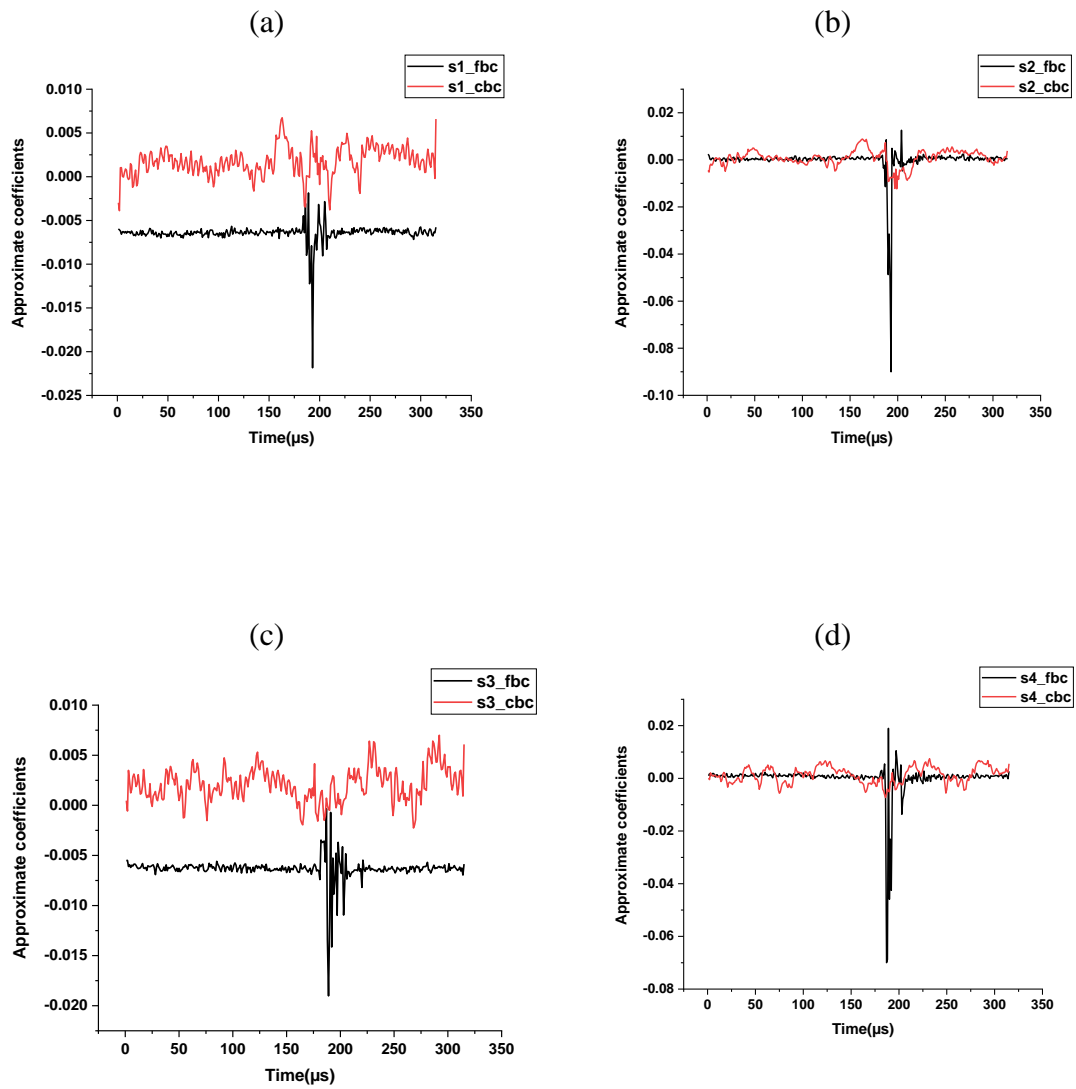 (a)
s1_fbc
s1_cbc
0.010
0.005
0.000
-0.005
-0.010
-0.015
-0.020
-0.025
Approximate coefficients
0 50 100 150 200 250 300 350
Time(µs)
(b)
s2_fbc
s2_cbc
0.02
0.00
-0.02
-0.04
-0.06
-0.08
-0.10
Approximate coefficients
0 50 100 150 200 250 300 350
Time(µs)
(c)
s3_fbc
s3_cbc
0.010
0.005
0.000
-0.005
-0.010
-0.015
-0.020
Approximate coefficients
0 50 100 150 200 250 300 350
Time(µs)
(d)
s4_fbc
s4_cbc
0.02
0.00
-0.02
-0.04
-0.06
-0.08
Approximate coefficients
0 50 100 150 200 250 300 350
Time(µs)